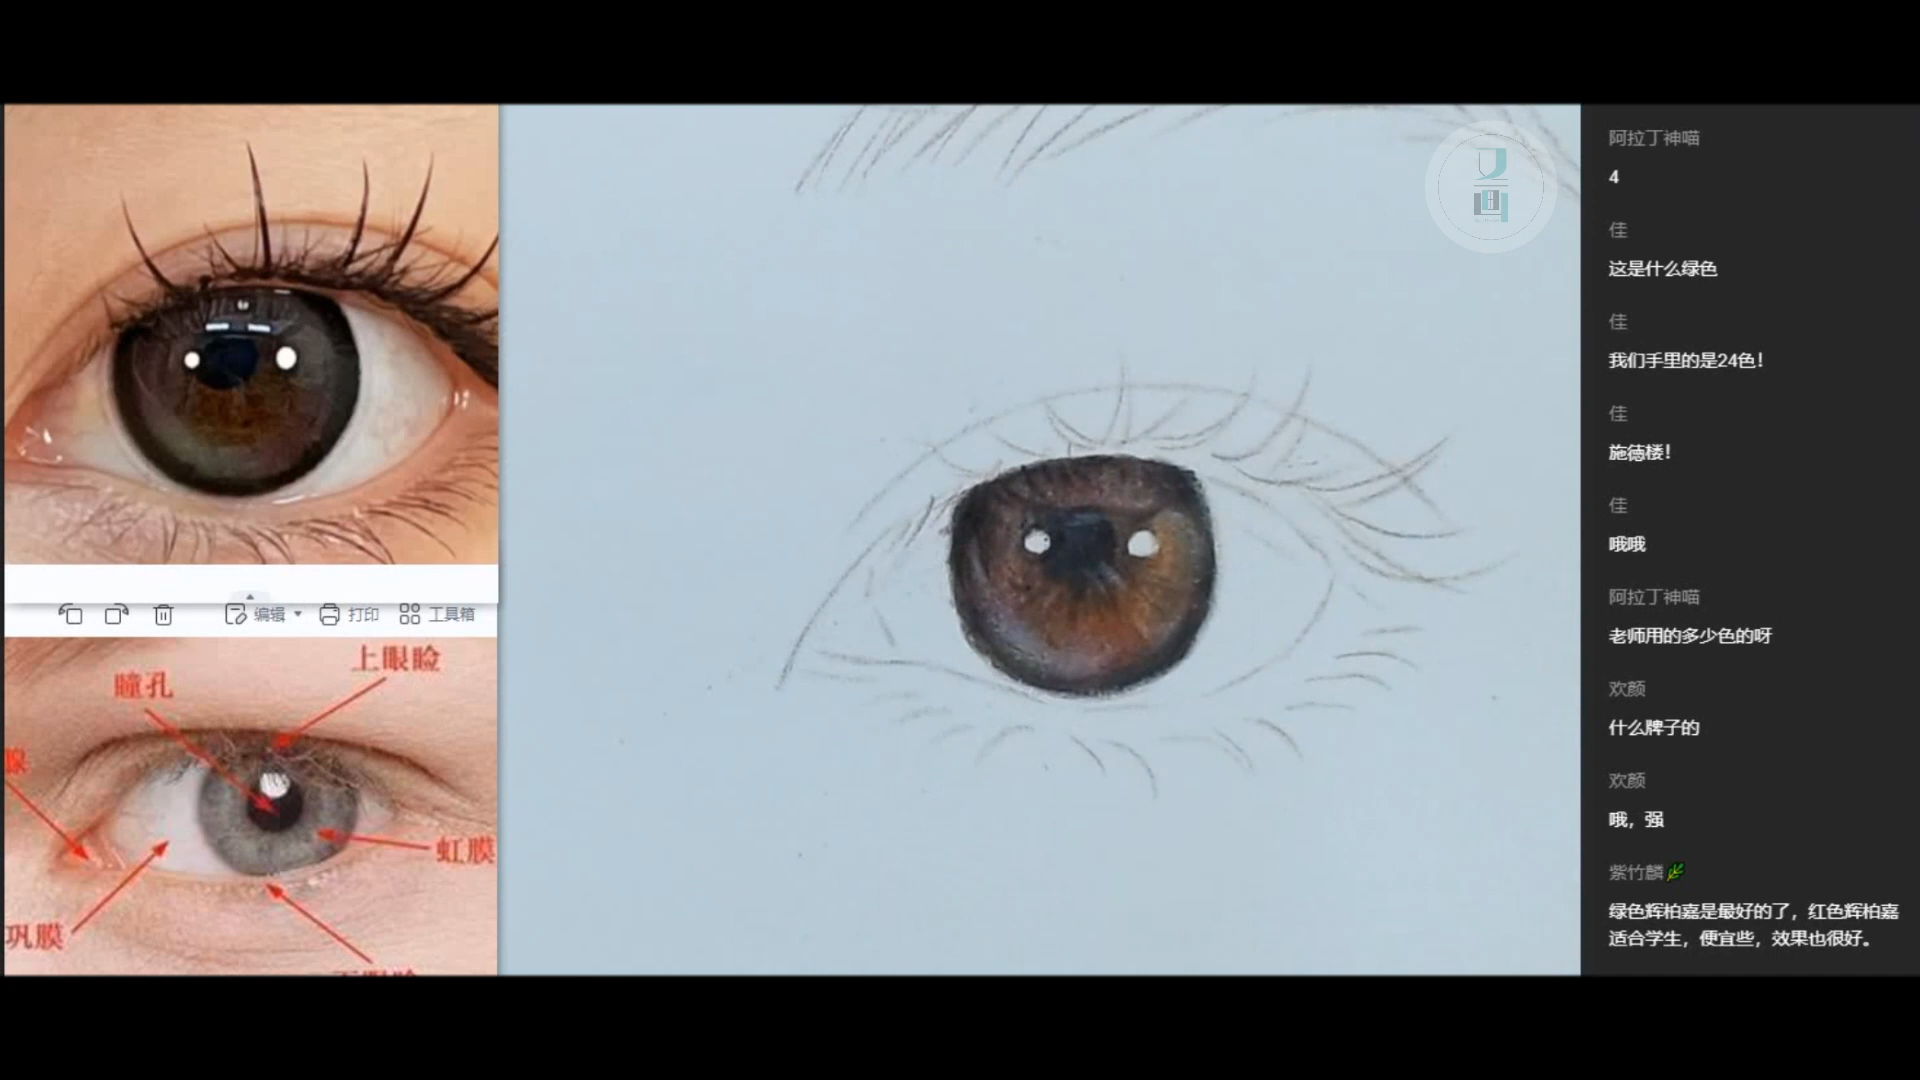 编辑
打印
工具箱
上眼睑
瞳孔
腺
虹膜
巩膜
阿拉丁神喵
4
佳
这是什么绿色
佳
我们手里的是24色!
佳
施德楼!
佳
哦哦
阿拉丁神喵
老师用的多少色的呀
欢颜
什么牌子的
欢颜
哦，强
紫竹麟
绿色辉柏嘉是最好的了，红色辉柏嘉
适合学生，便宜些，效果也很好。